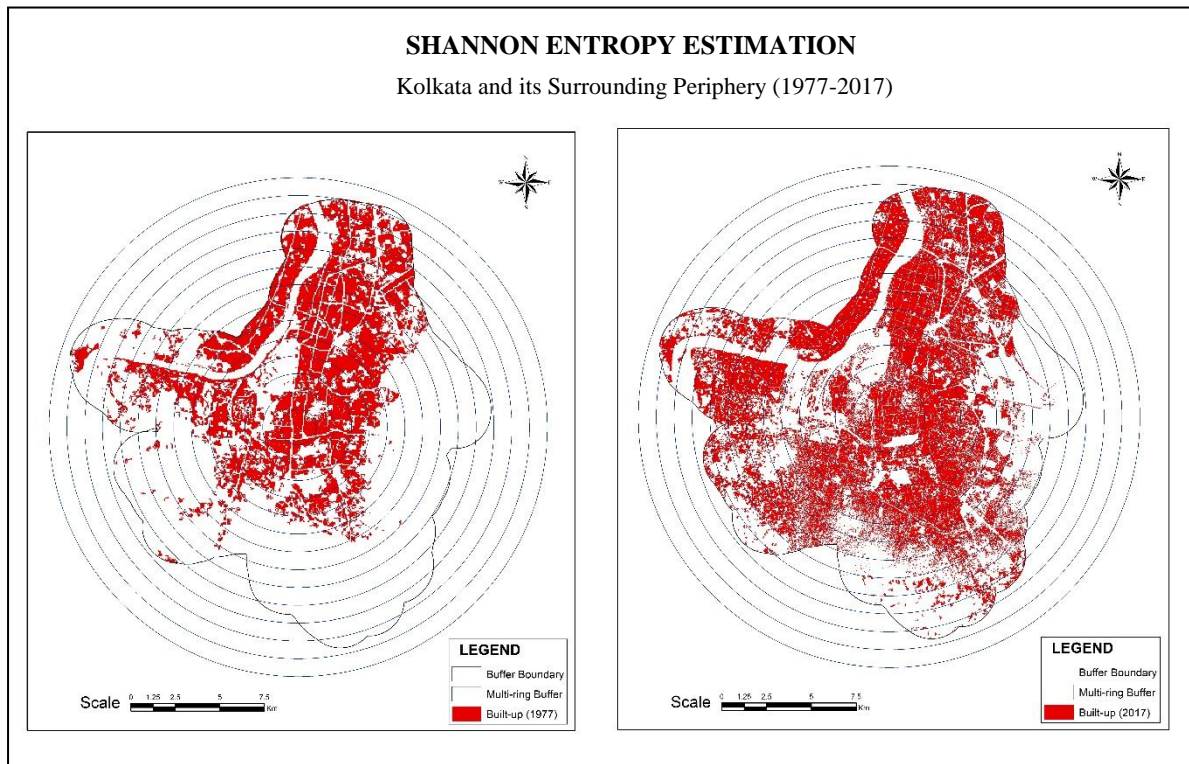 SHANNON ENTROPY ESTIMATION
Kolkata and its Surrounding Periphery (1977-2017)
N
W
E
S
LEGEND
Buffer Boundary
Multi-ring Buffer
Built-up (1977)
Scale
0 1.25 2.5 5 7.5
Km
N
W
E
S
LEGEND
Buffer Boundary
Multi-ring Buffer
Built-up (2017)
Scale
0 1.25 2.5 5 7.5
Km